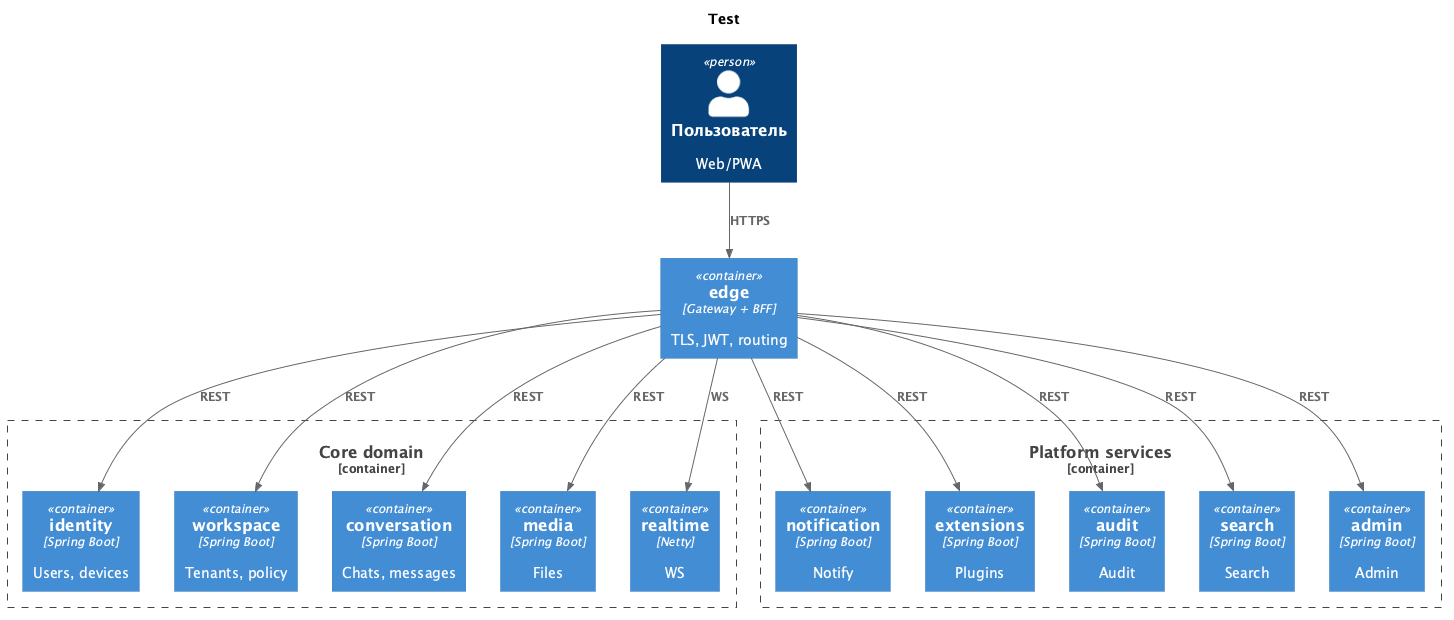 Test
«person»
Пользователь
Web/PWA
HTTPS
«container»
edge
[Gateway + BFF]
TLS, JWT, routing
REST
REST
REST
REST
WS
REST
REST
REST
REST
REST
Core domain
[container]
Platform services
[container]
«container»
identity
[Spring Boot]
Users, devices
«container»
workspace
[Spring Boot]
Tenants, policy
«container»
conversation
[Spring Boot]
Chats, messages
«container»
media
[Spring Boot]
Files
«container»
realtime
[Netty]
WS
«container»
notification
[Spring Boot]
Notify
«container»
extensions
[Spring Boot]
Plugins
«container»
audit
[Spring Boot]
Audit
«container»
search
[Spring Boot]
Search
«container»
admin
[Spring Boot]
Admin